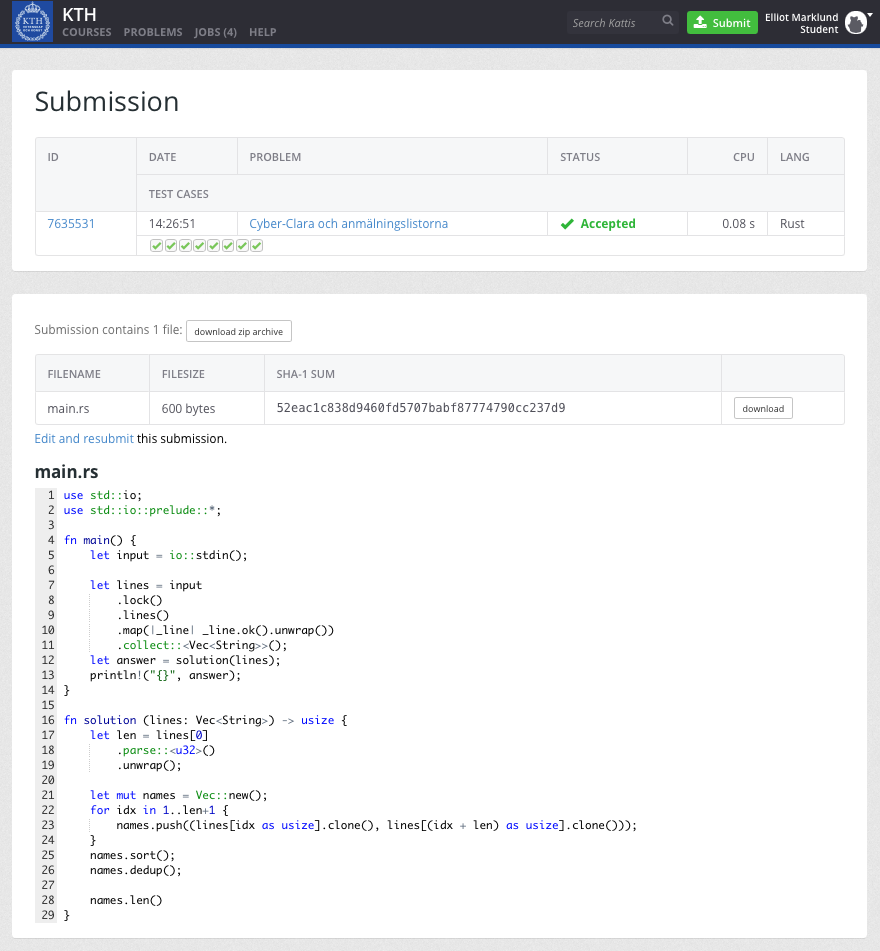 KTH
COURSES PROBLEMS JOBS (4) HELP
Search Kattis
Submit
Elliot Marklund
Student
Submission
ID DATE PROBLEM STATUS CPU LANG
TEST CASES
7635531 14:26:51 Cyber-Clara och anmälningslistorna Accepted 0.08 s Rust
Submission contains 1 file: download zip archive
FILENAME FILESIZE SHA-1 SUM
main.rs 600 bytes 52eac1c838d9460fd5707babf87774790cc237d9 download
Edit and resubmit this submission.
main.rs
1 use std::io;
2 use std::io::prelude::*;
3
4 fn main() {
5     let input = io::stdin();
6
7     let lines = input
8         .lock()
9         .lines()
10         .map(|_line| _line.ok().unwrap())
11         .collect::<Vec<String>>();
12     let answer = solution(lines);
13     println!("{}", answer);
14 }
15
16 fn solution (lines: Vec<String>) -> usize {
17     let len = lines[0]
18         .parse::<u32>()
19         .unwrap();
20
21     let mut names = Vec::new();
22     for idx in 1..len+1 {
23         names.push((lines[idx as usize].clone(), lines[(idx + len) as usize].clone()));
24     }
25     names.sort();
26     names.dedup();
27
28     names.len()
29 }